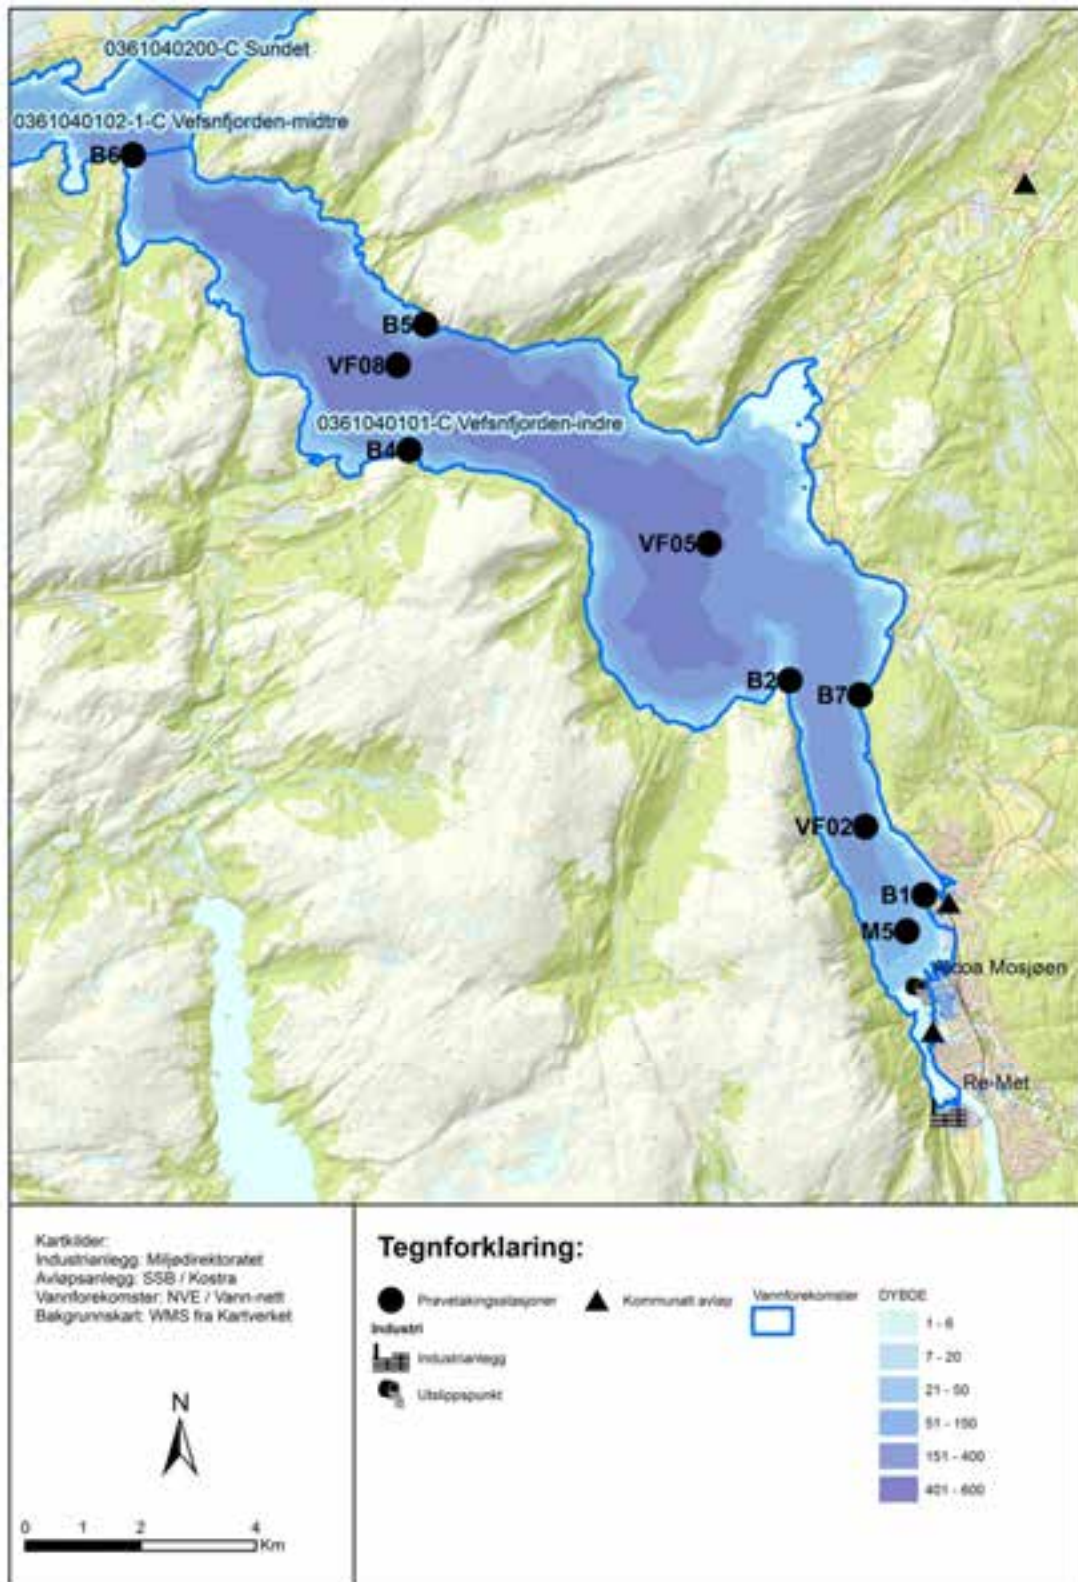 0361040200-C Sundet
0361040102-1-C Vefsnfjorden-midtre
B6
B5
VF08
0361040101-C Vefsnfjorden-indre
B4
VF05
B2
B7
VF02
B1
M5
Alcoa Mosjøen
Re-Met
Kartkilder:
Industrianlegg: Miljødirektoratet
Avløpsanlegg: SSB / Kostra
Vannforekomster: NVE / Vann-nett
Bakgrunnskart: WMS fra Kartverket
N
0 1 2 4
Km
Tegnforklaring:
Prøvetakingsstasjoner
Kommunalt avløp
Vannforekomster
DYBDE
Industri
Industrianlegg
Utslippspunkt
1 - 6
7 - 20
21 - 50
51 - 150
151 - 400
401 - 600